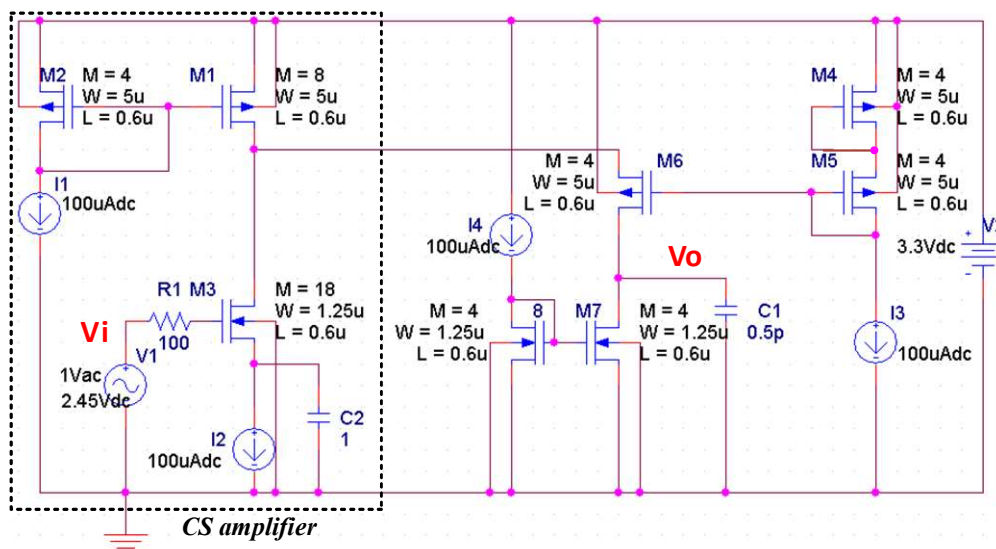 M2
M = 4
W = 5u
L = 0.6u
M1
M = 8
W = 5u
L = 0.6u
I1
100uAdc
R1
100
M3
M = 18
W = 1.25u
L = 0.6u
Vi
V1
1Vac
2.45Vdc
I2
100uAdc
C2
1
CS amplifier
M = 4
W = 5u
L = 0.6u
M6
I4
100uAdc
8
M = 4
W = 1.25u
L = 0.6u
M7
M = 4
W = 1.25u
L = 0.6u
Vo
C1
0.5p
M4
M = 4
W = 5u
L = 0.6u
M5
M = 4
W = 5u
L = 0.6u
3.3Vdc
I3
100uAdc